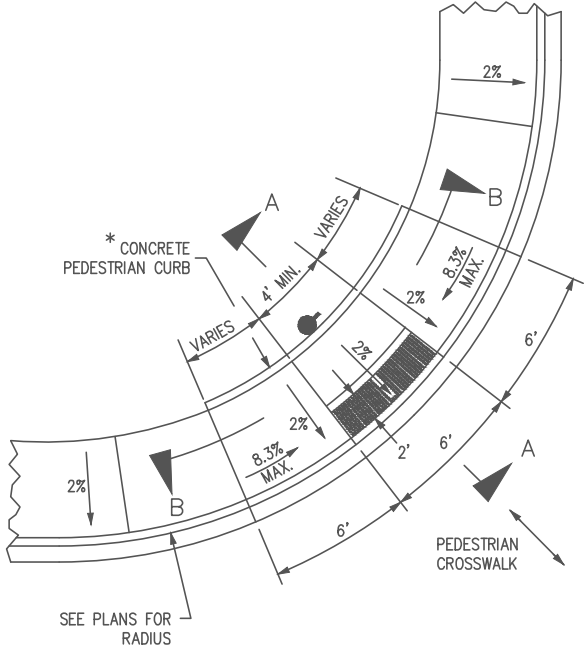 2%
A
B
VARIES
* CONCRETE
PEDESTRIAN CURB
4' MIN.
8.3%
MAX.
2%
VARIES
2%
6'
2%
8.3%
MAX.
2'
6'
A
2%
B
6'
PEDESTRIAN
CROSSWALK
SEE PLANS FOR
RADIUS